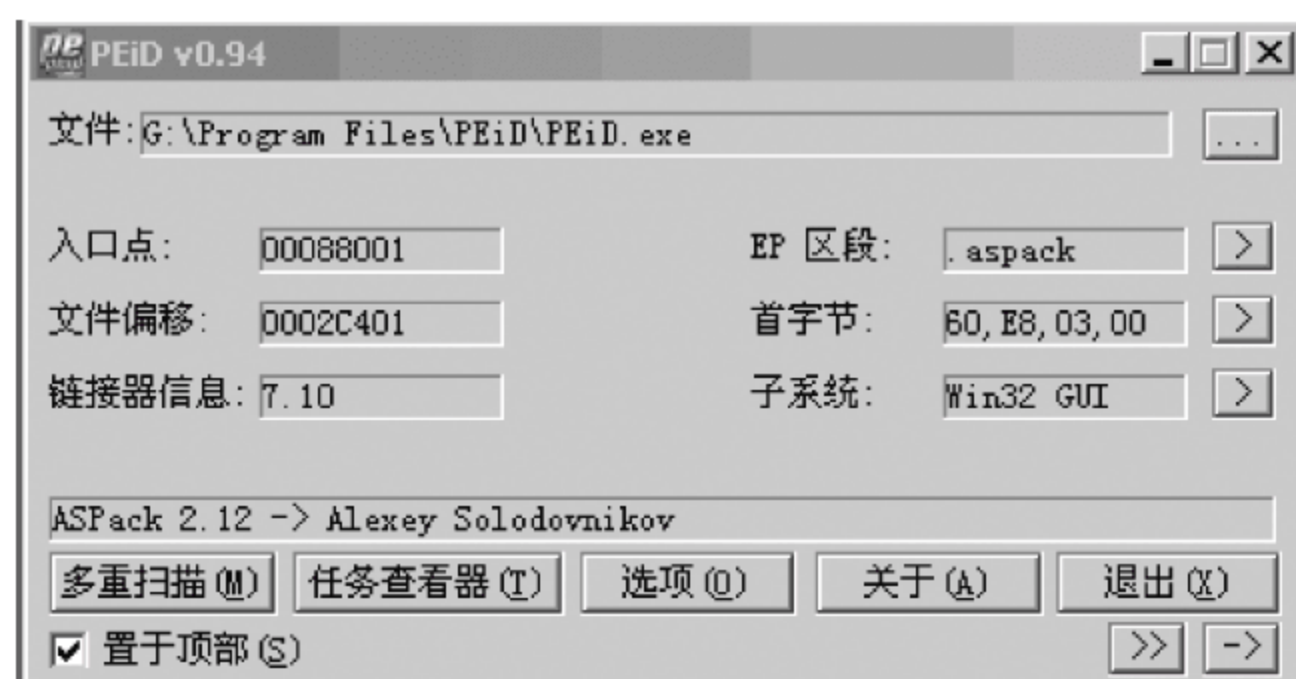 PEiD v0.94
文件: G:\Program Files\PEiD\PEiD.exe ...
入口点: 00088001 EP 区段: .aspack >
文件偏移: 0002C401 首字节: 60,E8,03,00 >
链接器信息: 7.10 子系统: Win32 GUI >
ASPack 2.12 -> Alexey Solodovnikov
多重扫描(M) 任务查看器(T) 选项(O) 关于(A) 退出(X)
置于顶部(S) >> ->